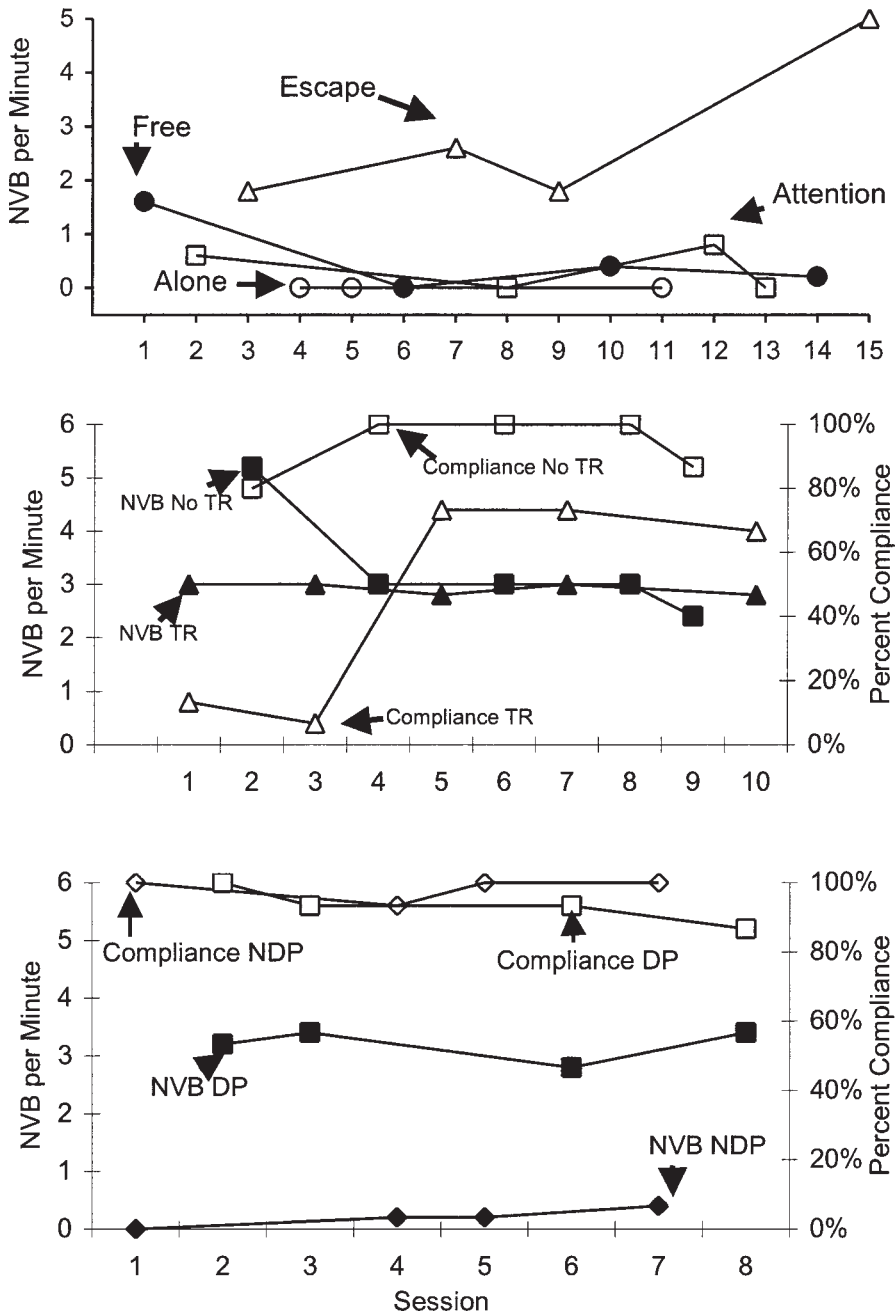 NVB per Minute
5
4
3
2
1
0
Escape
Free
Attention
Alone
1 2 3 4 5 6 7 8 9 10 11 12 13 14 15
NVB per Minute
6
5
4
3
2
1
0
NVB No TR
Compliance No TR
NVB TR
Compliance TR
100%
80%
60%
40%
20%
0%
Percent Compliance
1 2 3 4 5 6 7 8 9 10
NVB per Minute
6
5
4
3
2
1
0
Compliance NDP
Compliance DP
NVB DP
NVB NDP
100%
80%
60%
40%
20%
0%
Percent Compliance
1 2 3 4 5 6 7 8
Session